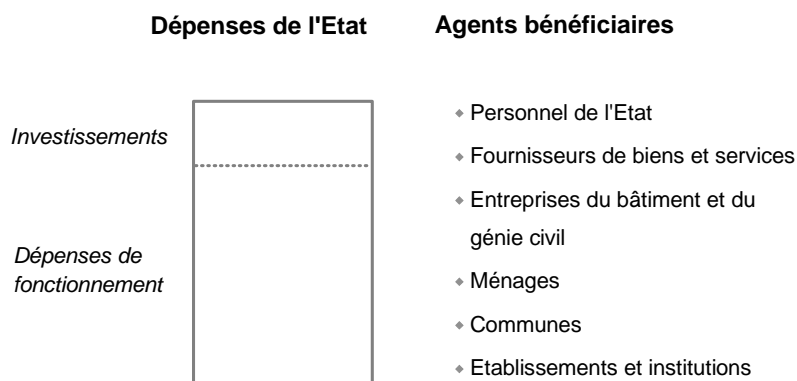 Dépenses de l'Etat
Agents bénéficiaires
Investissements
Dépenses de
fonctionnement
Personnel de l'Etat
Fournisseurs de biens et services
Entreprises du bâtiment et du
génie civil
Ménages
Communes
Etablissements et institutions